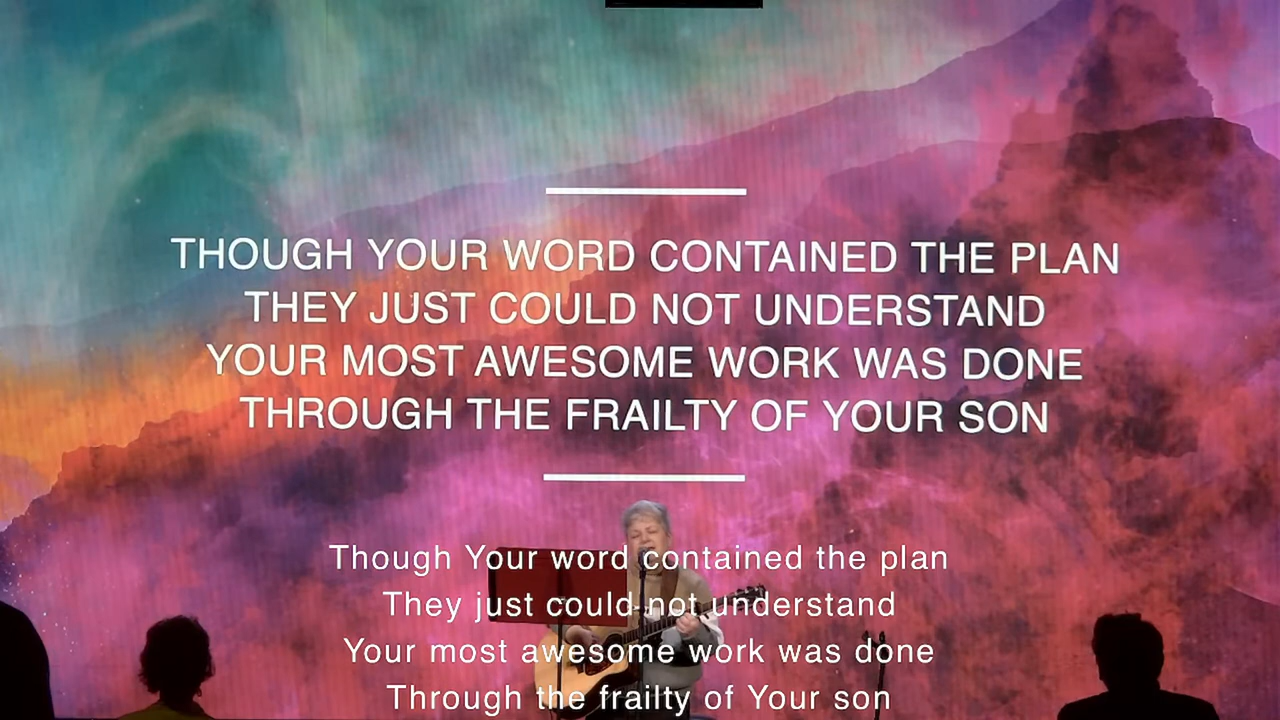 THOUGH YOUR WORD CONTAINED THE PLAN
THEY JUST COULD NOT UNDERSTAND
YOUR MOST AWESOME WORK WAS DONE
THROUGH THE FRAILTY OF YOUR SON
Though Your word contained the plan
They just could not understand
Your most awesome work was done
Through the frailty of Your son